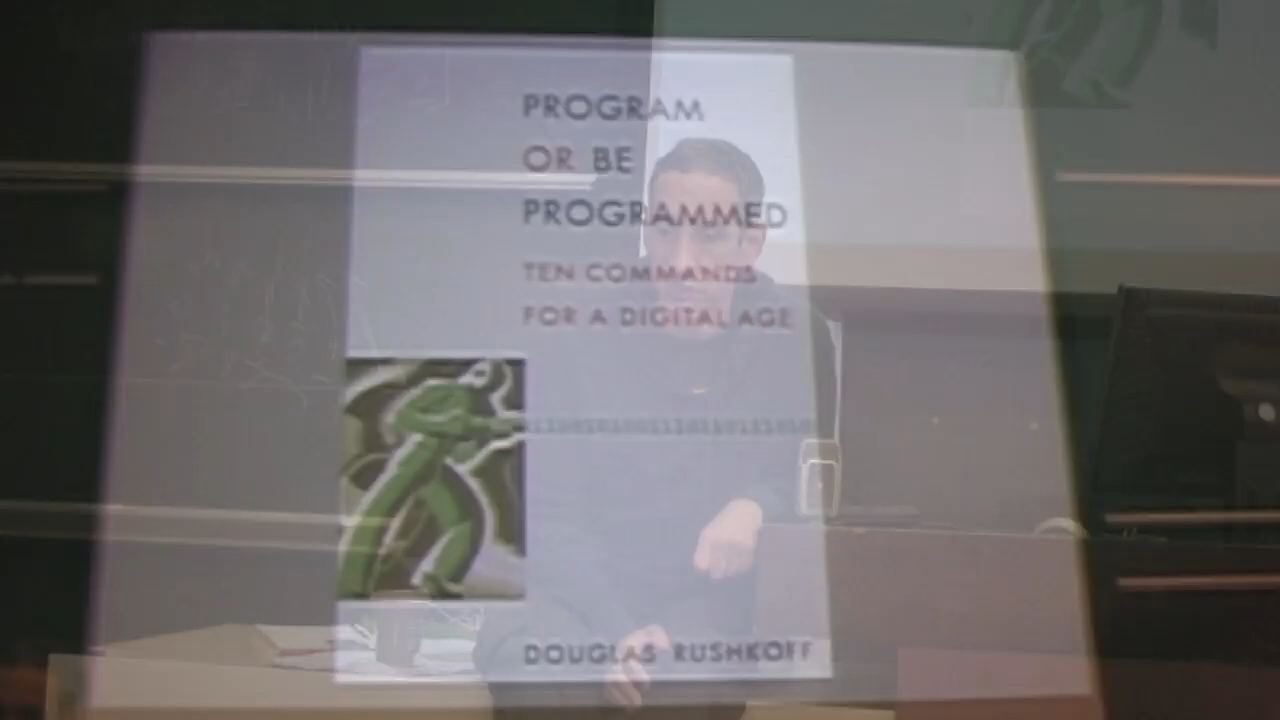 PROGRAM
OR BE
PROGRAMMED
TEN COMMANDS
FOR A DIGITAL AGE
DOUGLAS RUSHKOFF